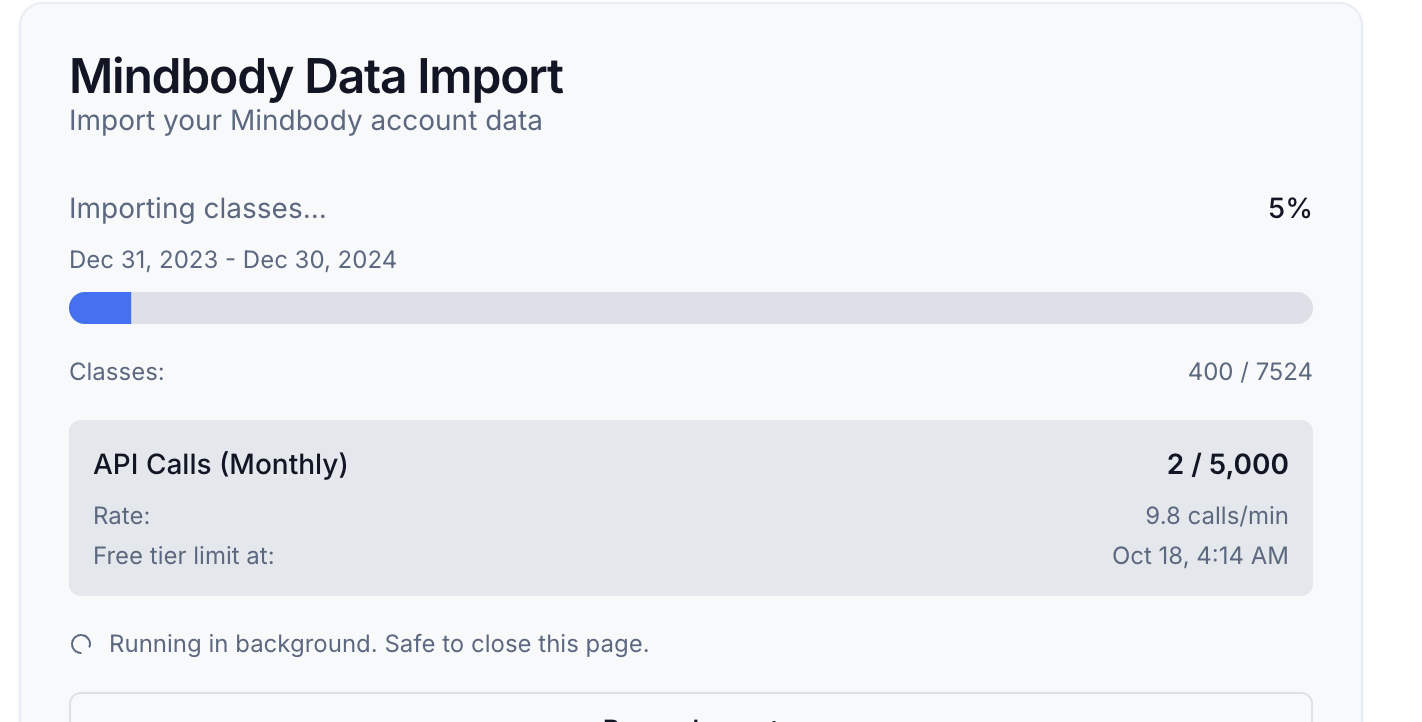 Mindbody Data Import
Import your Mindbody account data
Importing classes... 5%
Dec 31, 2023 - Dec 30, 2024
Classes: 400 / 7524
API Calls (Monthly) 2 / 5,000
Rate: 9.8 calls/min
Free tier limit at: Oct 18, 4:14 AM
Running in background. Safe to close this page.